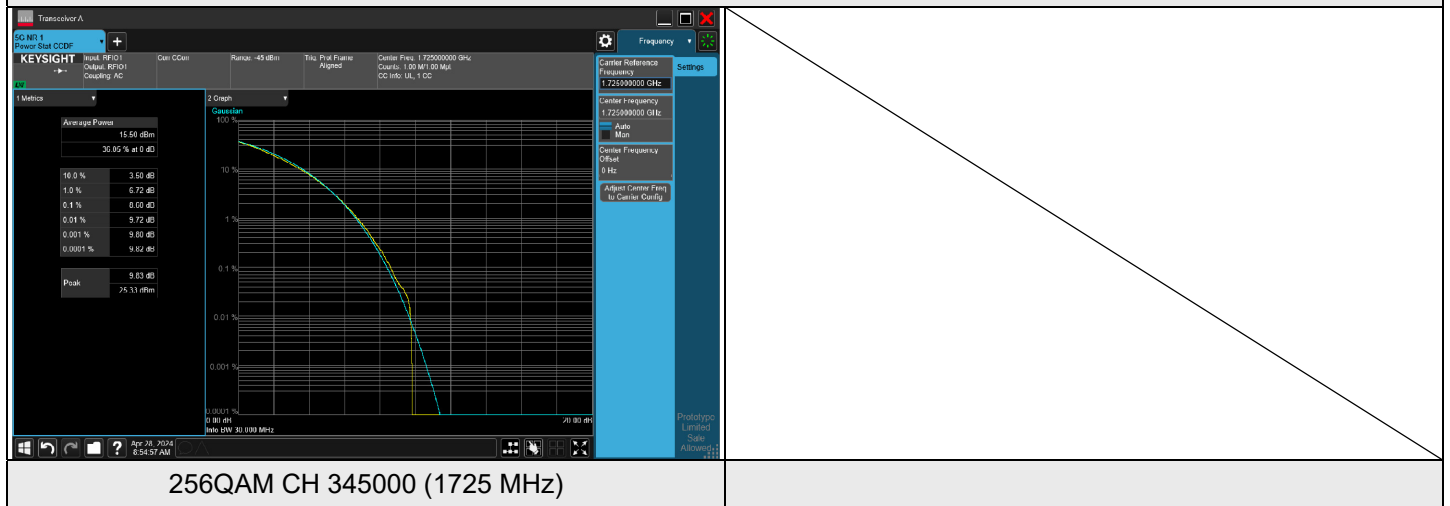 Transceiver A
5G NR 1
Power Stat CCDF
Frequency
KEYSIGHT
Input: RFIO1
Output: RFIO1
Coupling: AC
Corr CCorr
Range: -45 dBm
Trig: Prot Frame
Aligned
Center Freq: 1.725000000 GHz
Counts: 1.00 M/1.00 Mpt
CC Info: UL, 1 CC
Carrier Reference
Frequency
1.725000000 GHz
Settings
Center Frequency
1.725000000 GHz
Auto
Man
Center Frequency
Offset
0 Hz
Adjust Center Freq
to Carrier Config
1 Metrics
Average Power
15.50 dBm
36.05 % at 0 dB
10.0 % 3.50 dB
1.0 % 6.72 dB
0.1 % 8.60 dB
0.01 % 9.72 dB
0.001 % 9.80 dB
0.0001 % 9.82 dB
Peak
9.83 dB
25.33 dBm
2 Graph
Gaussian
100 %
10 %
1 %
0.1 %
0.01 %
0.001 %
0.0001 %
0.00 dB
20.00 dB
Info BW 30.000 MHz
Prototype
Limited
Sale
Allowed
Apr 28, 2024
8:54:57 AM
256QAM CH 345000 (1725 MHz)